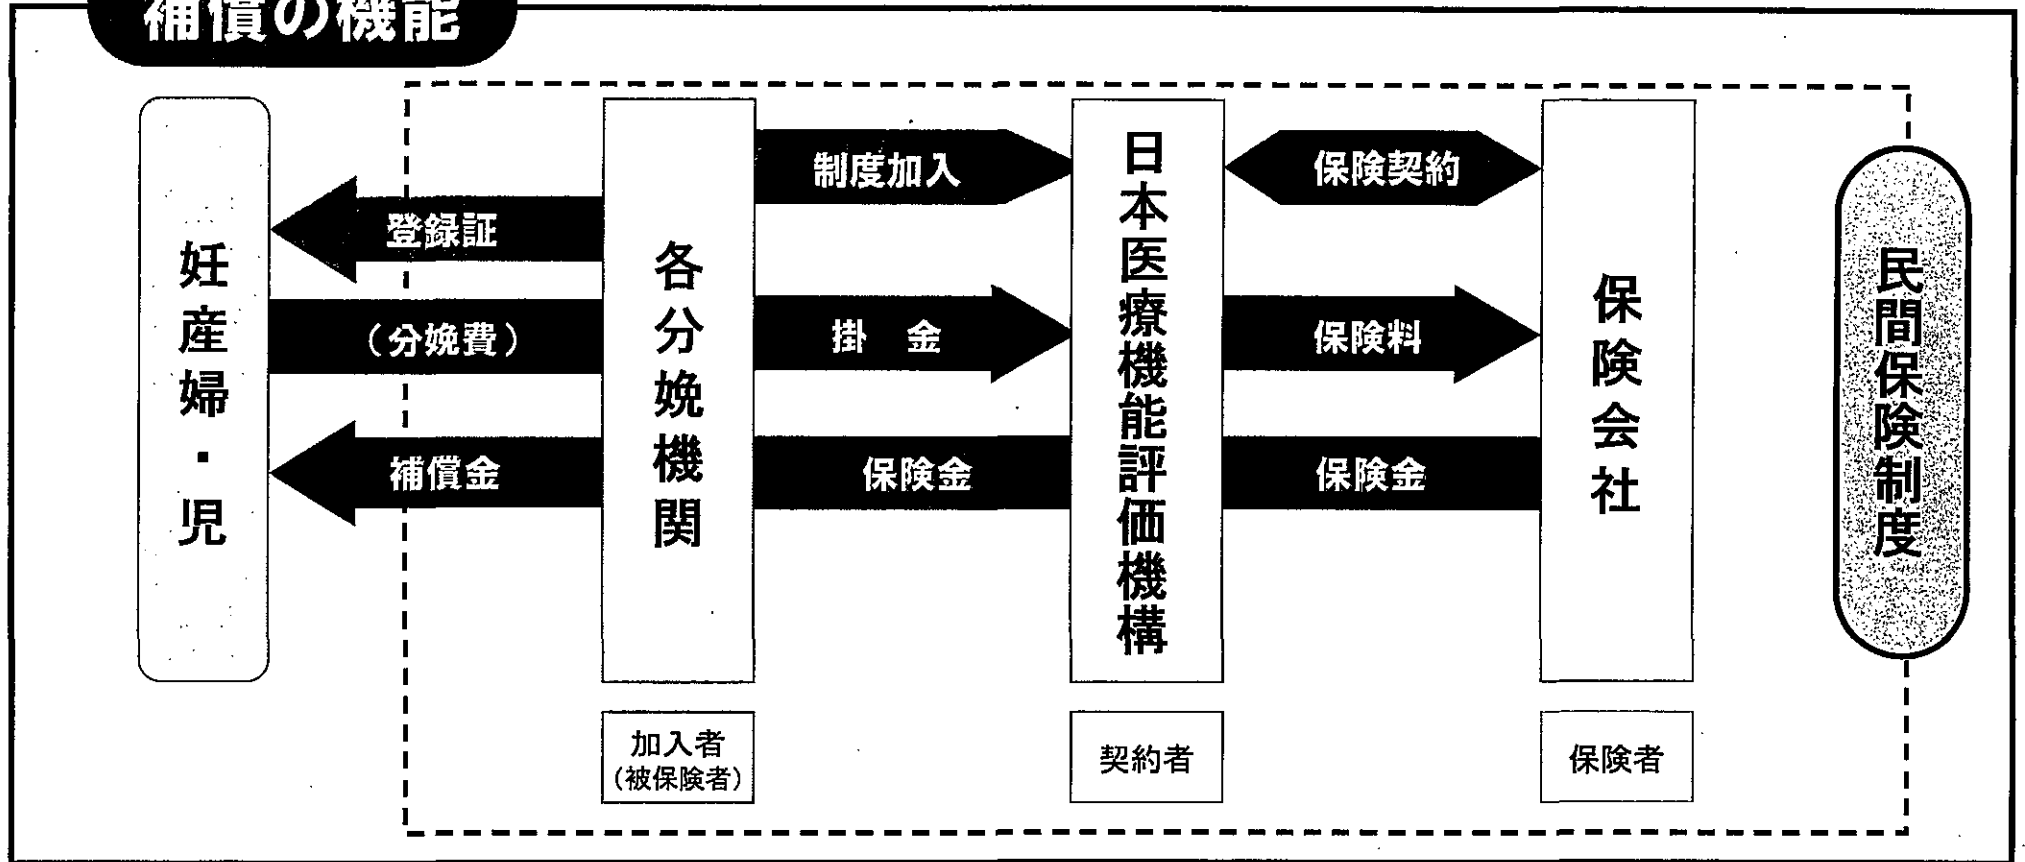 補償の機能
妊産婦・児
登録証
（分娩費）
補償金
各分娩機関
加入者
（被保険者）
制度加入
掛　金
保険金
日本医療機能評価機構
契約者
保険契約
保険料
保険金
保険会社
保険者
民間保険制度